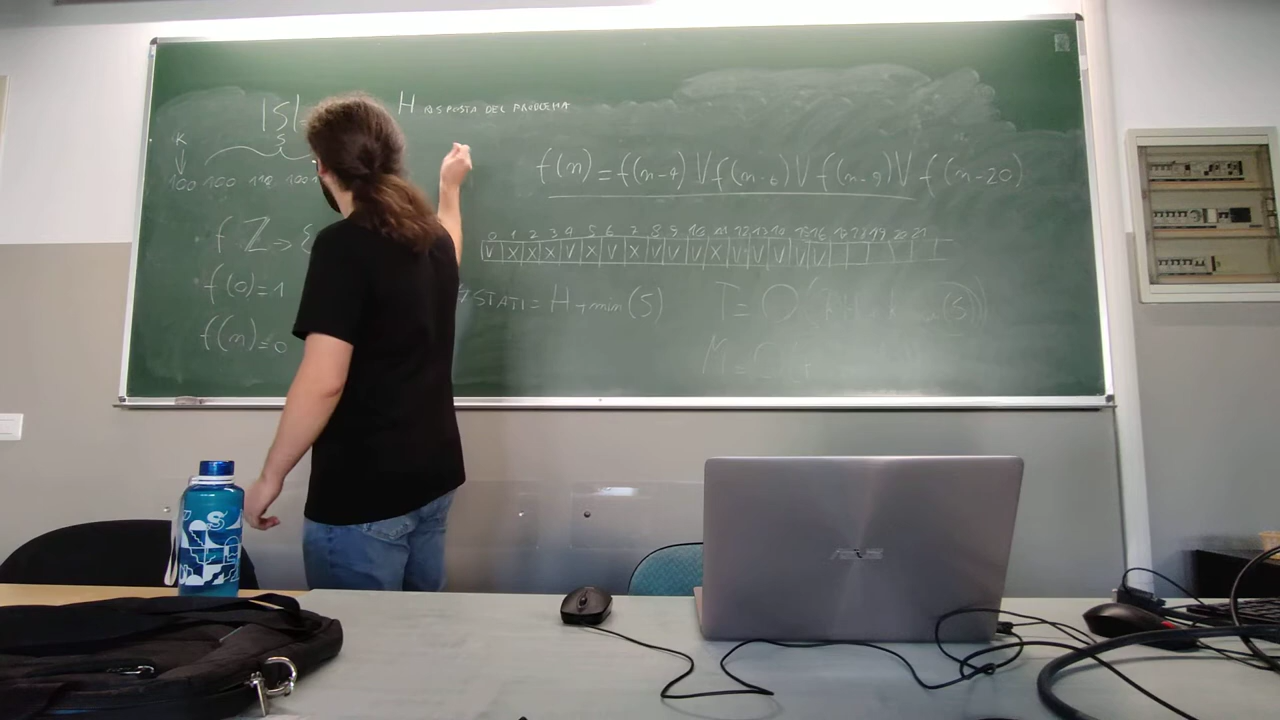 |S|=
H RISPOSTA DEL PROBLEMA
K
S
100 100 110 100
f(n)=f(n-4) V f(n-6) V f(n-9) V f(n-20)
f Z→{
0 1 2 3 4 5 6 7 8 9 10 11 12 13 14 15 16 17 18 19 20 21
V X X X V X V X V V V X V V V V V
f(0)=1
STATI = H + min(S)
T=O
f(n)=0
ASUS